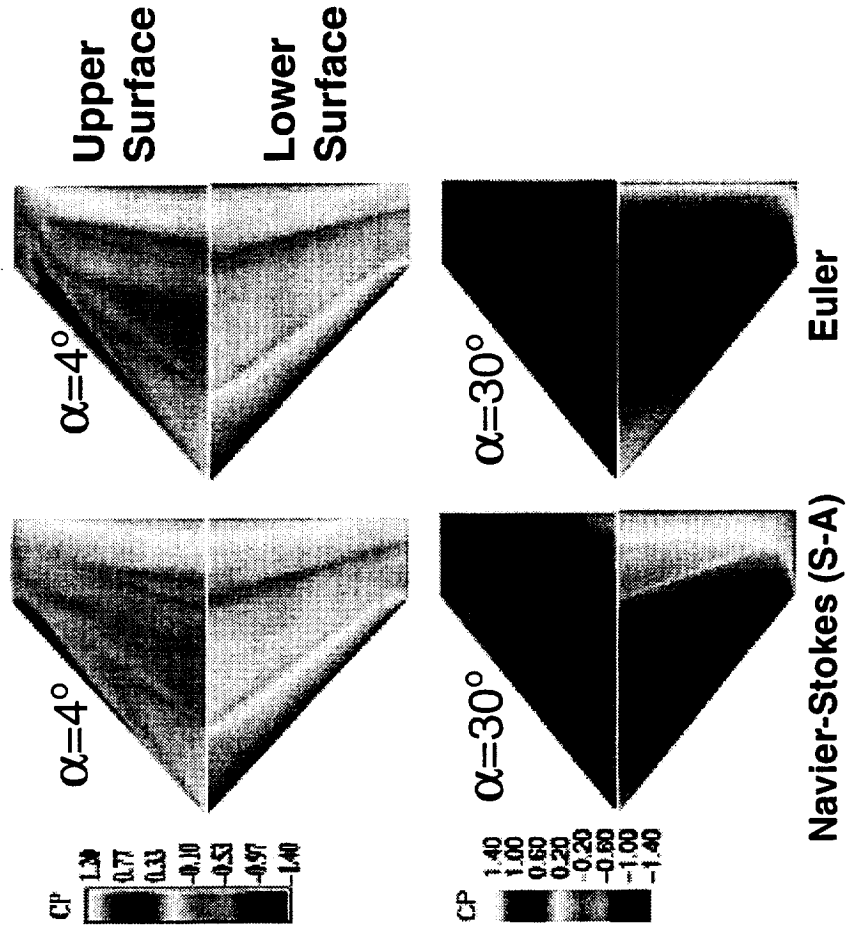 Upper
Surface
Lower
Surface
α=4°
α=4°
CP
1.20
0.77
0.33
-0.10
-0.53
-0.97
-1.40
α=30°
α=30°
CP
1.40
1.00
0.60
0.20
-0.20
-0.60
-1.00
-1.40
Euler
Navier-Stokes (S-A)